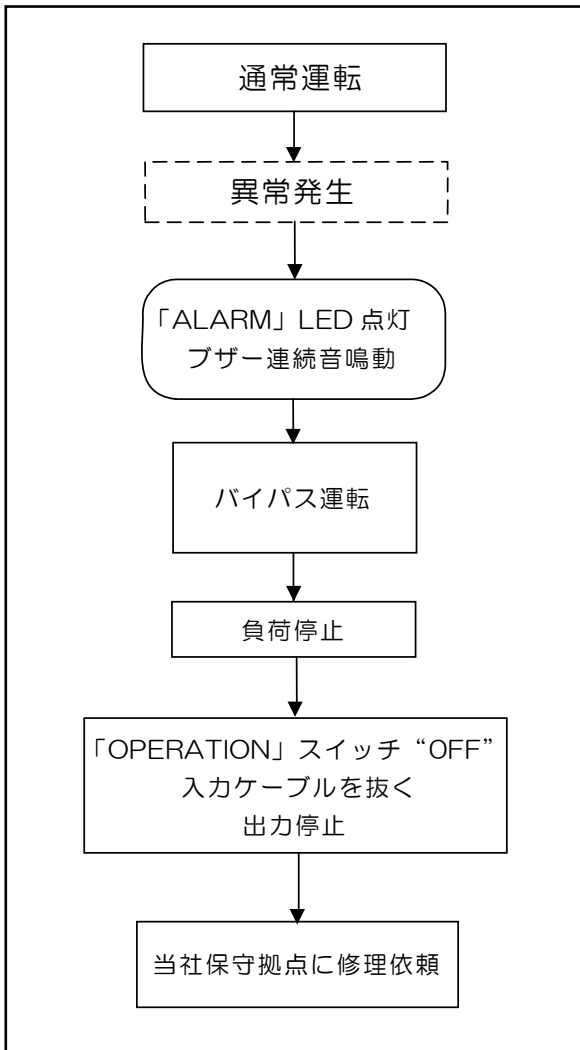 通常運転
異常発生
「ALARM」LED 点灯
ブザー連続音鳴動
バイパス運転
負荷停止
「OPERATION」スイッチ“OFF”
入力ケーブルを抜く
出力停止
当社保守拠点に修理依頼